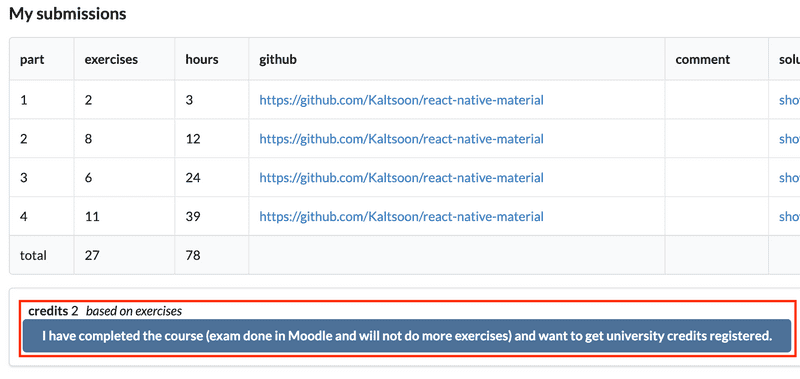 My submissions
part exercises hours github comment solu
1 2 3 https://github.com/Kaltsoon/react-native-material sho
2 8 12 https://github.com/Kaltsoon/react-native-material sho
3 6 24 https://github.com/Kaltsoon/react-native-material sho
4 11 39 https://github.com/Kaltsoon/react-native-material sho
total 27 78
credits 2 based on exercises
I have completed the course (exam done in Moodle and will not do more exercises) and want to get university credits registered.